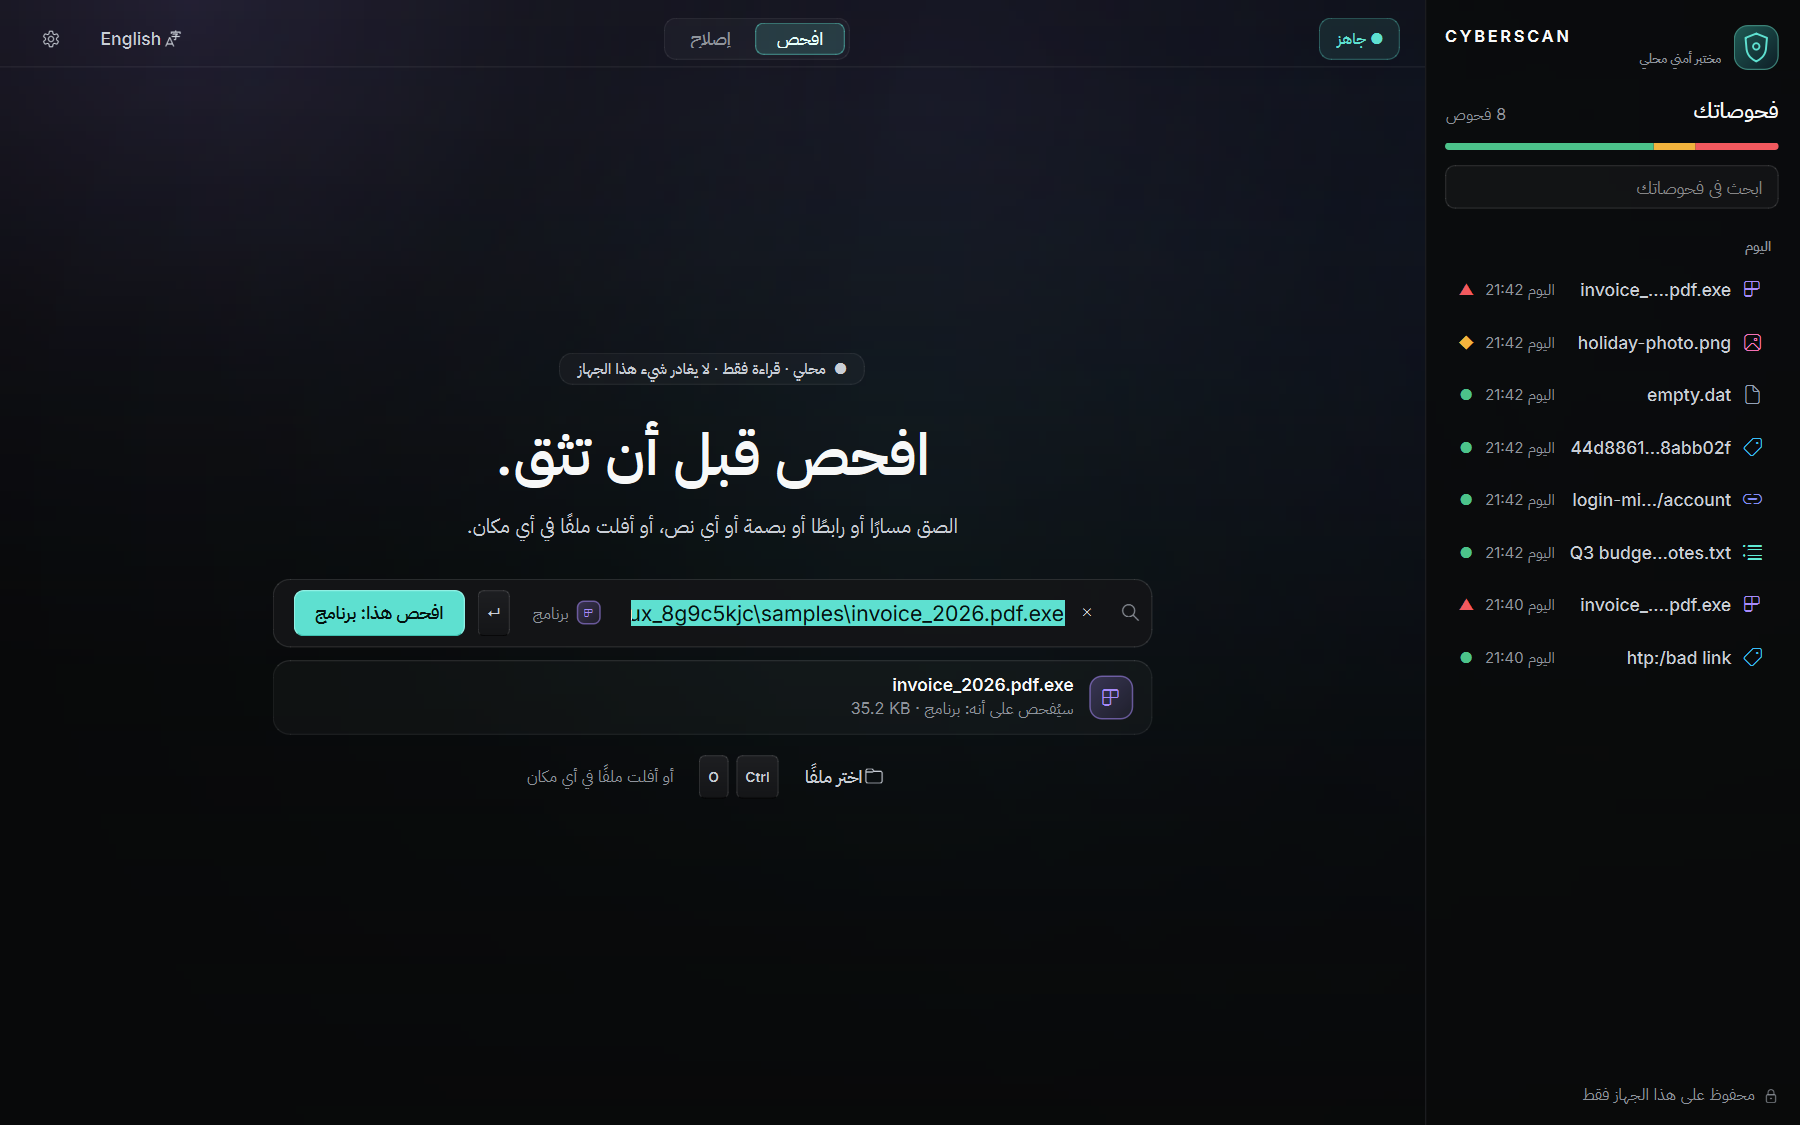 CYBERSCAN
مختبر أمني محلي
فحوصاتك
8 فحوص
ابحث في فحوصاتك
اليوم
invoice_....pdf.exe اليوم 21:42
holiday-photo.png اليوم 21:42
empty.dat اليوم 21:42
44d8861...8abb02f اليوم 21:42
login-mi.../account اليوم 21:42
Q3 budge...otes.txt اليوم 21:42
invoice_....pdf.exe اليوم 21:40
htp:/bad link اليوم 21:40
محفوظ على هذا الجهاز فقط
جاهز
افحص
إصلاح
English
محلي · قراءة فقط · لا يغادر شيء هذا الجهاز
افحص قبل أن تثق.
الصق مسارًا أو رابطًا أو بصمة أو أي نص، أو أفلت ملفًا في أي مكان.
ux_8g9c5kjc\samples\invoice_2026.pdf.exe
برنامج
افحص هذا: برنامج
invoice_2026.pdf.exe
سيُفحص على أنه: برنامج · 35.2 KB
اختر ملفًا Ctrl O أو أفلت ملفًا في أي مكان